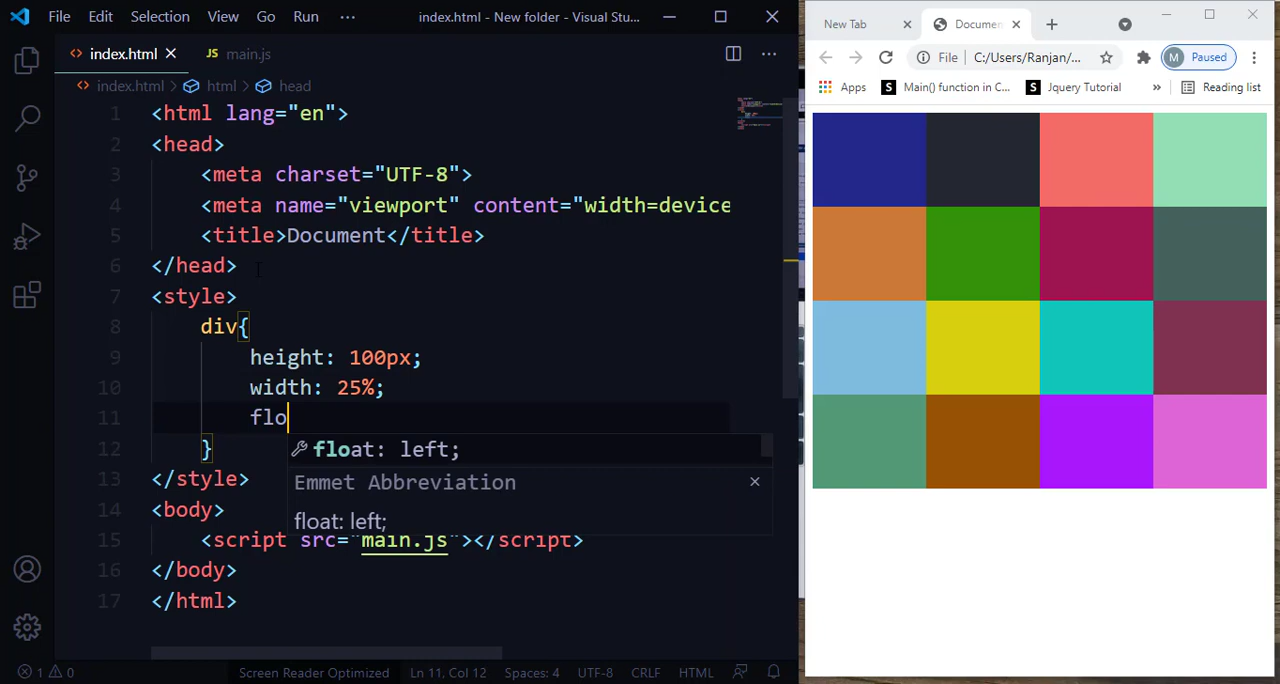 File Edit Selection View Go Run ··· index.html - New folder - Visual Stu...
index.html main.js
index.html > html > head
1 <html lang="en">
2 <head>
3 <meta charset="UTF-8">
4 <meta name="viewport" content="width=device
5 <title>Document</title>
6 </head>
7 <style>
8 div{
9 height: 100px;
10 width: 25%;
11 flo
float: left;
12 }
Emmet Abbreviation
13 </style>
14 <body>
float: left;
15 <script src="main.js"></script>
16 </body>
17 </html>
1 0 Screen Reader Optimized Ln 11, Col 12 Spaces: 4 UTF-8 CRLF HTML
New Tab Documen
File | C:/Users/Ranjan/... M Paused
Apps S Main() function in C... S Jquery Tutorial » Reading list